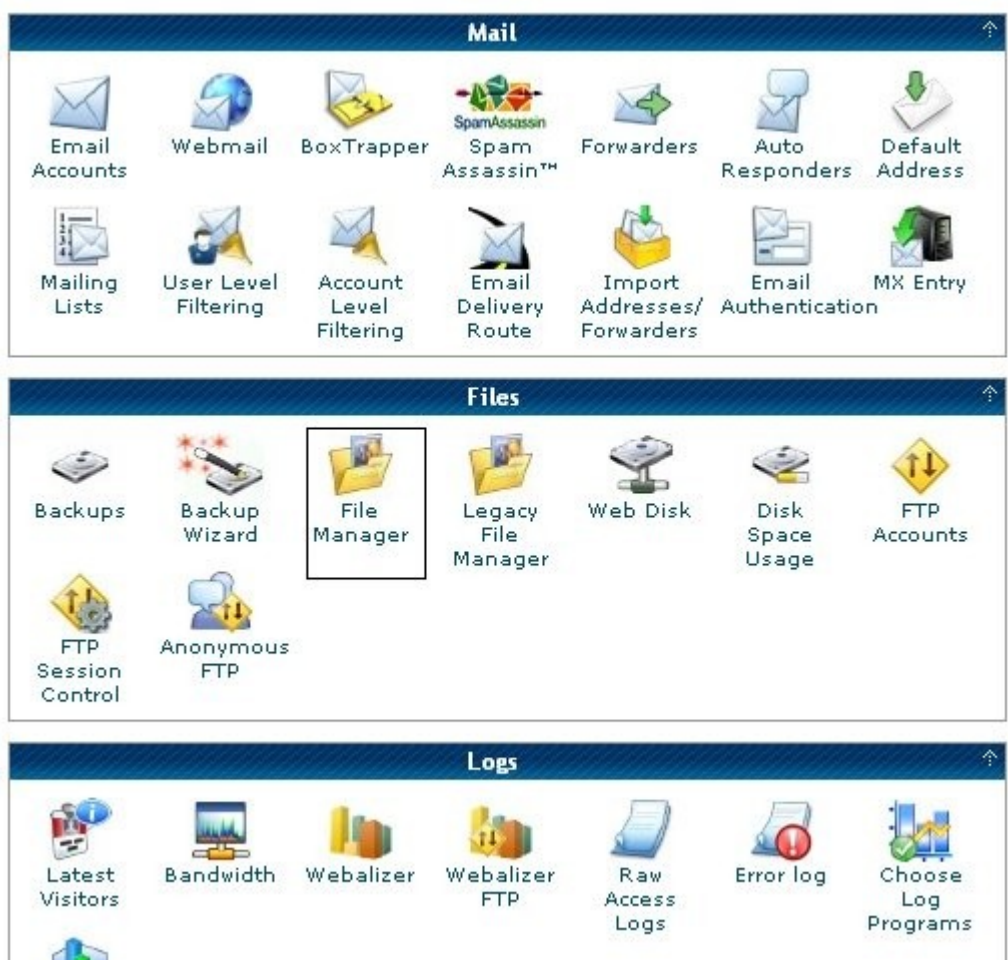 Mail
Email
Accounts
Webmail
BoxTrapper
SpamAssassin
Spam
Assassin™
Forwarders
Auto
Responders
Default
Address
Mailing
Lists
User Level
Filtering
Account
Level
Filtering
Email
Delivery
Route
Import
Addresses/
Forwarders
Email
Authentication
MX Entry
Files
Backups
Backup
Wizard
File
Manager
Legacy
File
Manager
Web Disk
Disk
Space
Usage
FTP
Accounts
FTP
Session
Control
Anonymous
FTP
Logs
Latest
Visitors
Bandwidth
Webalizer
Webalizer
FTP
Raw
Access
Logs
Error log
Choose
Log
Programs